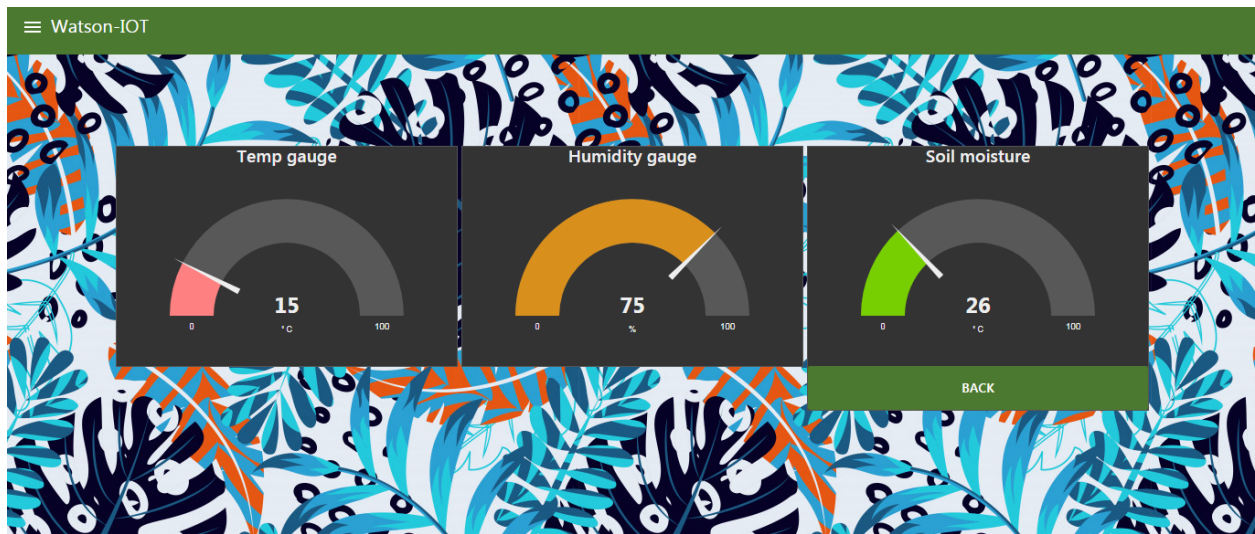 Watson-IOT
Temp gauge
15
° C
0
100
Humidity gauge
75
%
0
100
Soil moisture
26
° C
0
100
BACK